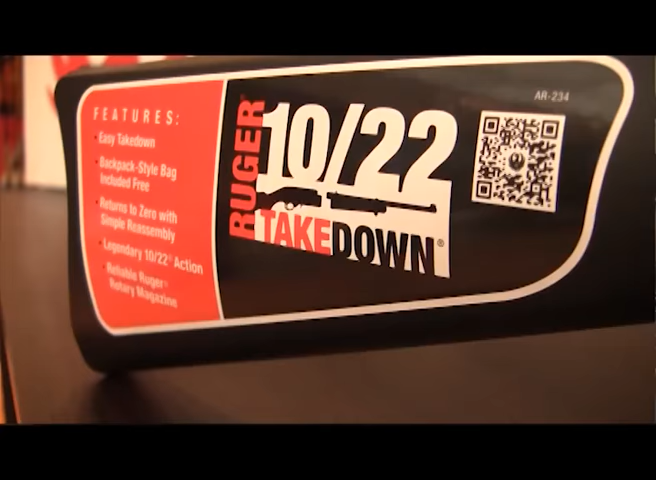 FEATURES:
• Easy Takedown
• Backpack-Style Bag
Included Free
• Returns to Zero with
Simple Reassembly
• Legendary 10/22® Action
• Reliable Ruger®
Rotary Magazine
RUGER®
10/22
TAKEDOWN®
AR-234